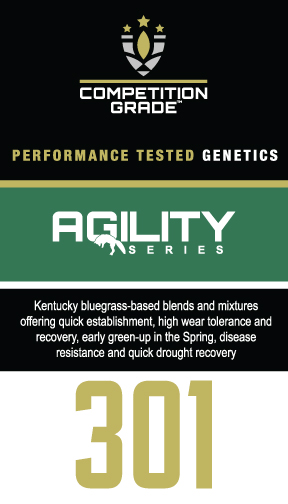 COMPETITION
GRADE™
PERFORMANCE TESTED GENETICS
AGILITY
SERIES
Kentucky bluegrass-based blends and mixtures
offering quick establishment, high wear tolerance and
recovery, early green-up in the Spring, disease
resistance and quick drought recovery
301